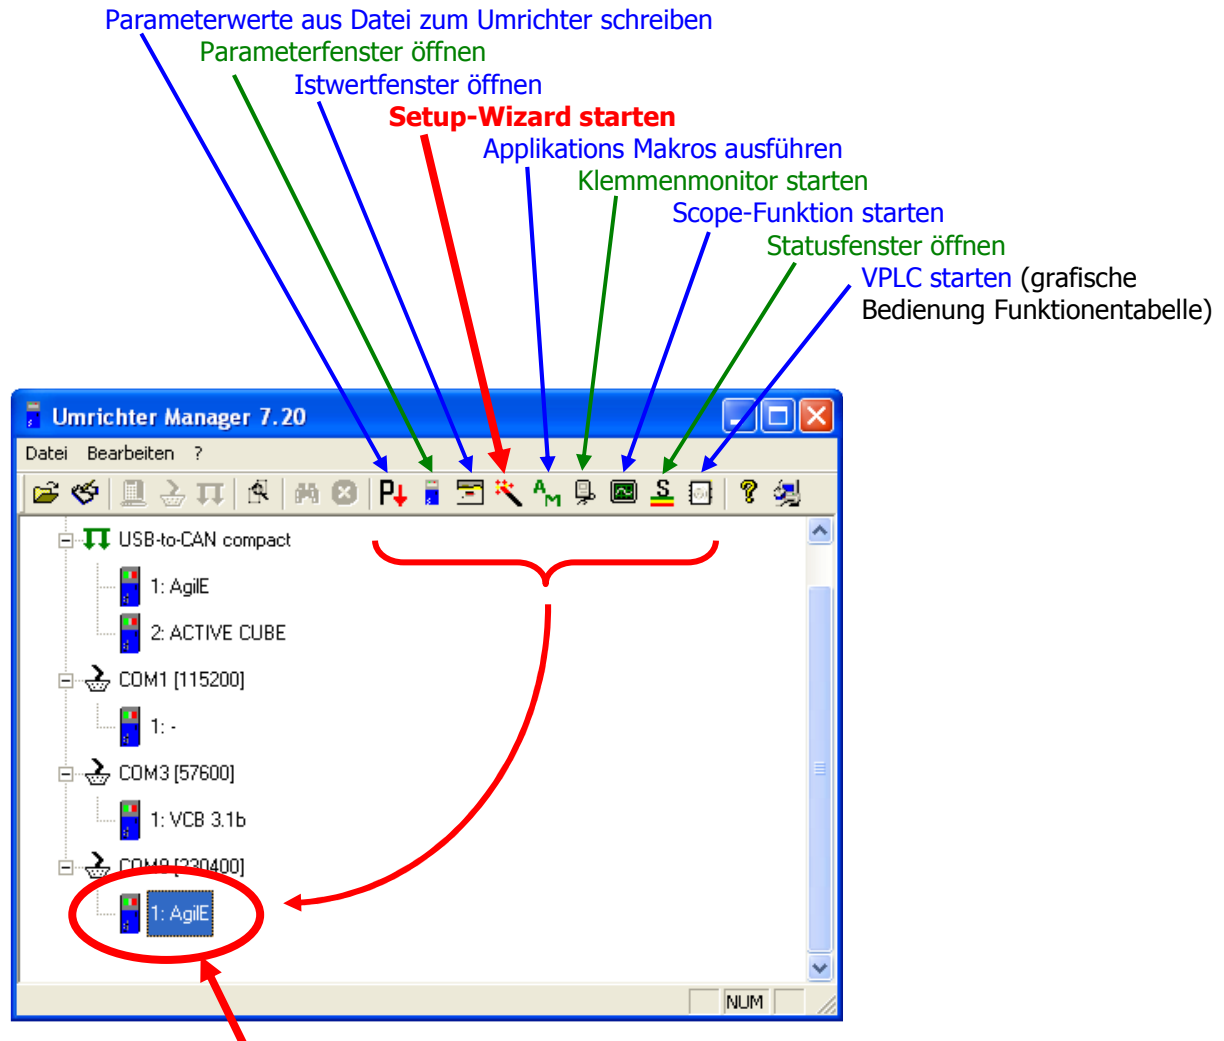 Parameterwerte aus Datei zum Umrichter schreiben
Parameterfenster öffnen
Istwertfenster öffnen
Setup-Wizard starten
Applikations Makros ausführen
Klemmenmonitor starten
Scope-Funktion starten
Statusfenster öffnen
VPLC starten (grafische
Bedienung Funktionentabelle)
Umrichter Manager 7.20
Datei Bearbeiten ?
P A M S ?
USB-to-CAN compact
1: AgilE
2: ACTIVE CUBE
COM1 [115200]
1: -
COM3 [57600]
1: VCB 3.1b
[230400]
1: AgilE
NUM